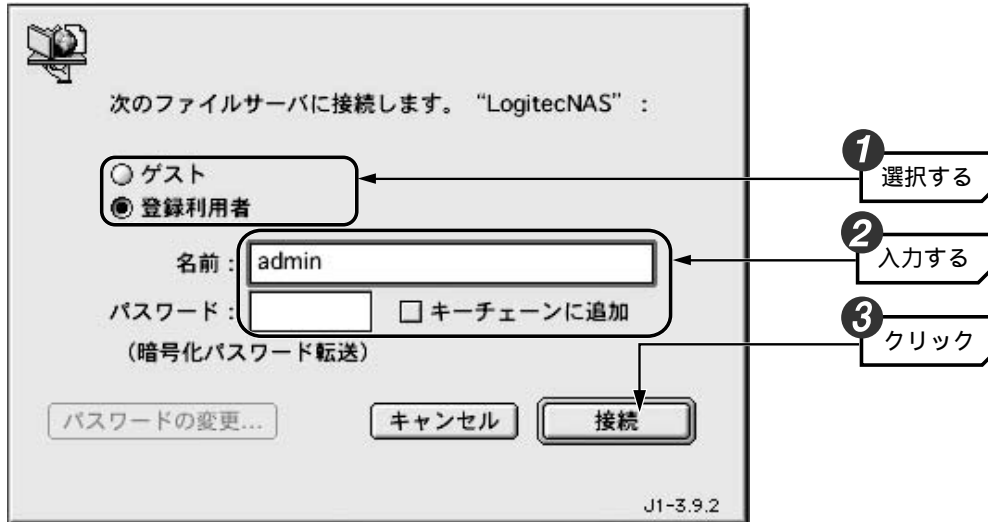 次のファイルサーバに接続します。 “LogitecNAS” :
ゲスト
登録利用者
名前 : admin
パスワード :
キーチェーンに追加
(暗号化パスワード転送)
パスワードの変更...
キャンセル
接続
J1-3.9.2
1
選択する
2
入力する
3
クリック